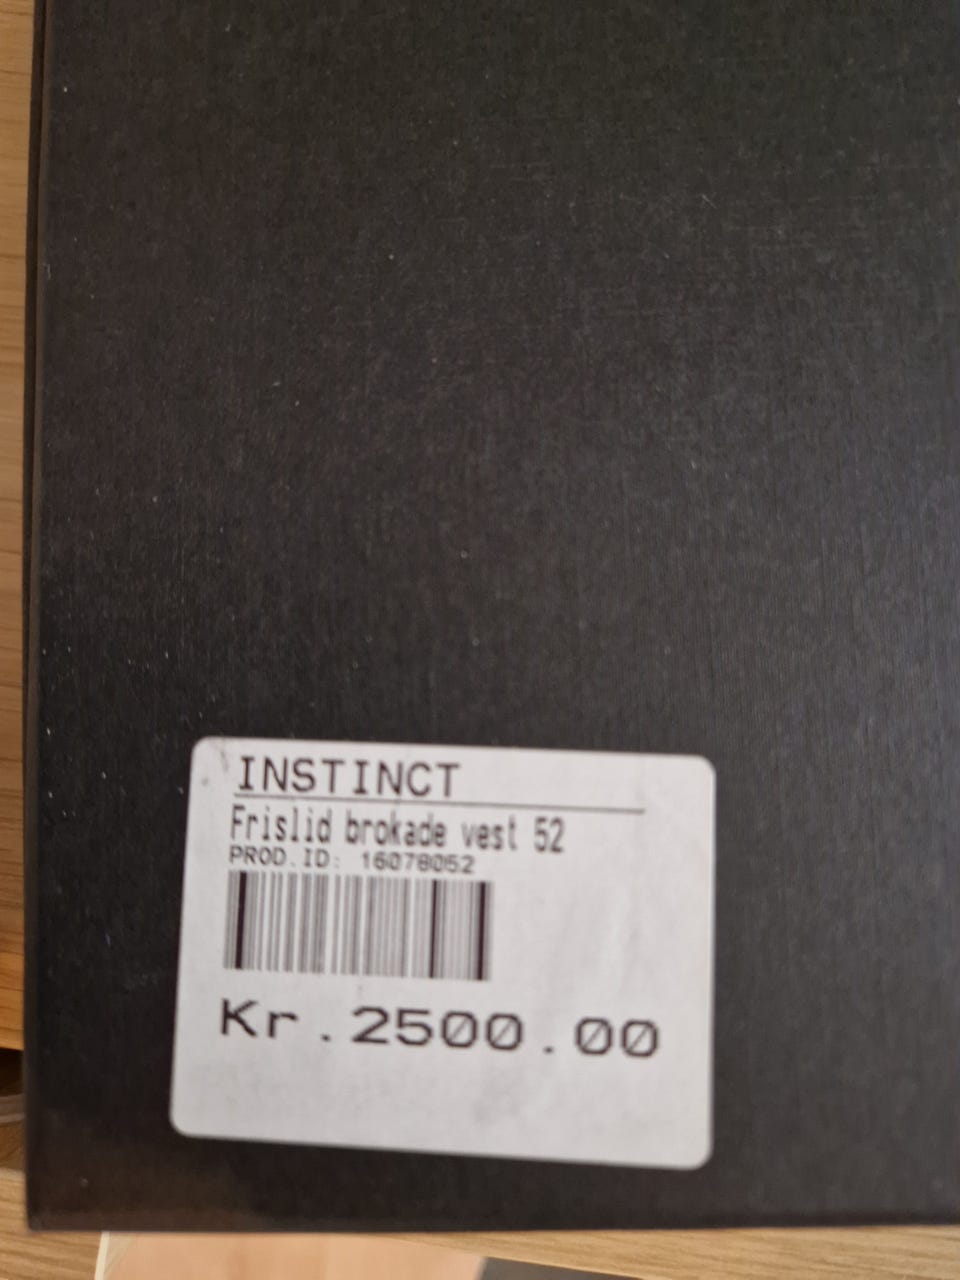 INSTINCT
Frislid brokade vest 52
PROD.ID: 16078052
Kr.2500.00